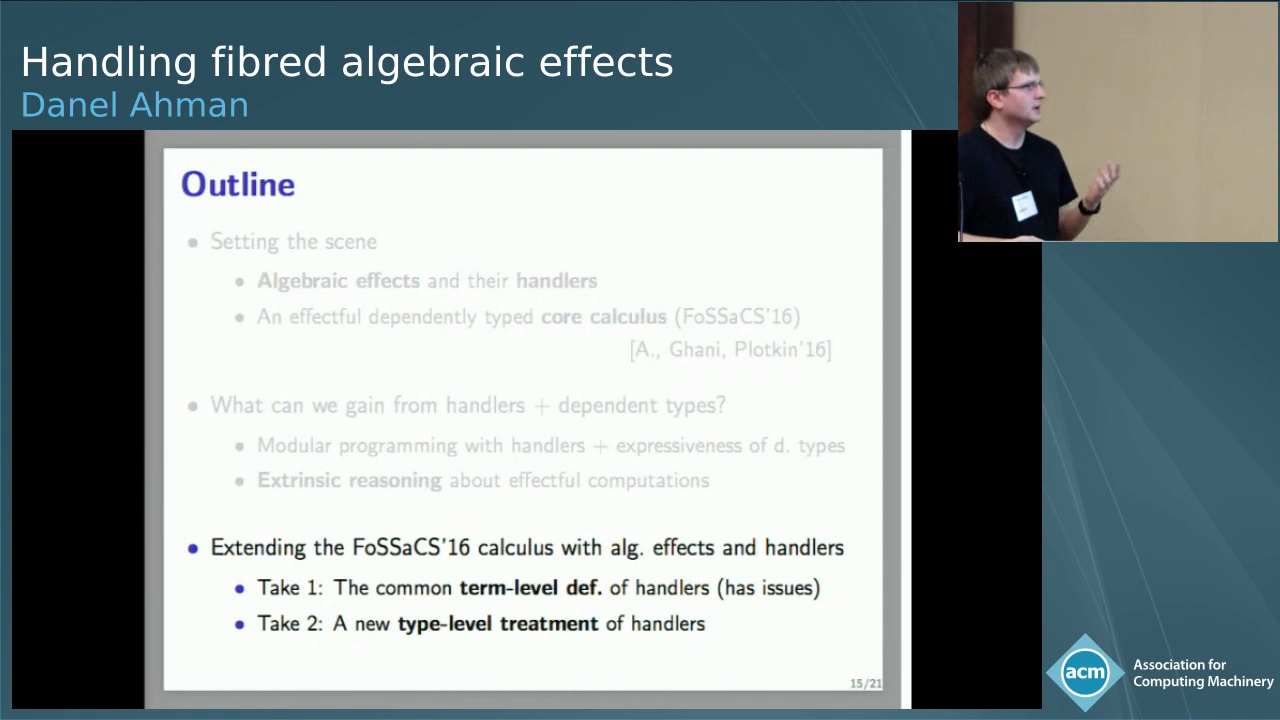 Handling fibred algebraic effects
Danel Ahman
Outline
• Setting the scene
• Algebraic effects and their handlers
• An effectful dependently typed core calculus (FoSSaCS'16)
[A., Ghani, Plotkin'16]
• What can we gain from handlers + dependent types?
• Modular programming with handlers + expressiveness of d. types
• Extrinsic reasoning about effectful computations
• Extending the FoSSaCS'16 calculus with alg. effects and handlers
• Take 1: The common term-level def. of handlers (has issues)
• Take 2: A new type-level treatment of handlers
15/21
acm
Association for
Computing Machinery